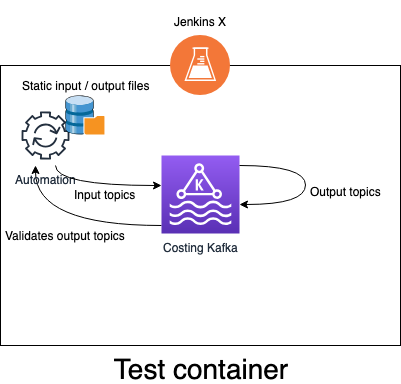 Jenkins X
Static input / output files
Automation
Input topics
K
Output topics
Validates output topics
Costing Kafka
Test container